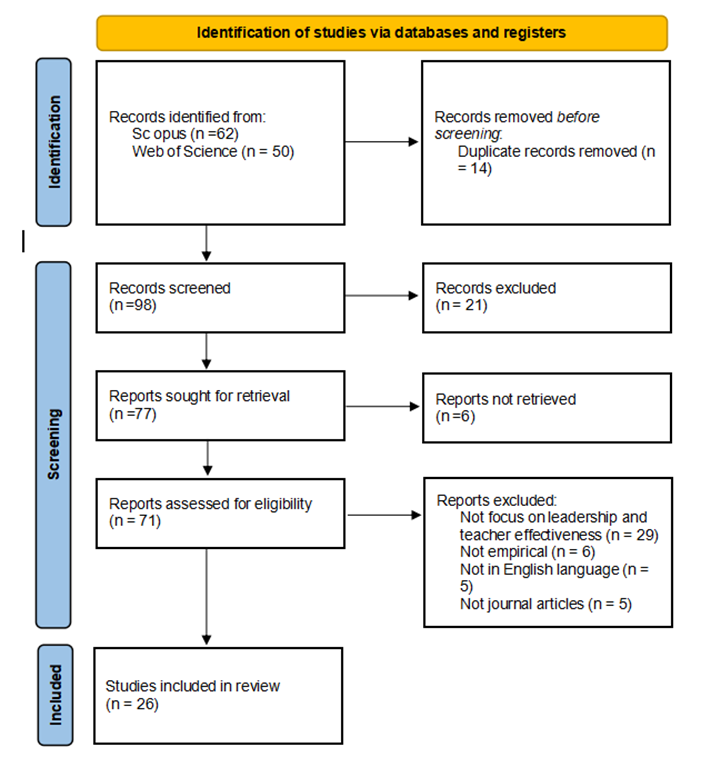 Identification of studies via databases and registers
Identification
Records identified from:
Sc opus (n =62)
Web of Science (n = 50)
Records removed before
screening:
Duplicate records removed (n
= 14)
Screening
Records screened
(n =98)
Records excluded
(n = 21)
Reports sought for retrieval
(n =77)
Reports not retrieved
(n =6)
Reports assessed for eligibility
(n = 71)
Reports excluded:
Not focus on leadership and
teacher effectiveness (n = 29)
Not empirical (n = 6)
Not in English language (n =
5)
Not journal articles (n = 5)
Included
Studies included in review
(n = 26)